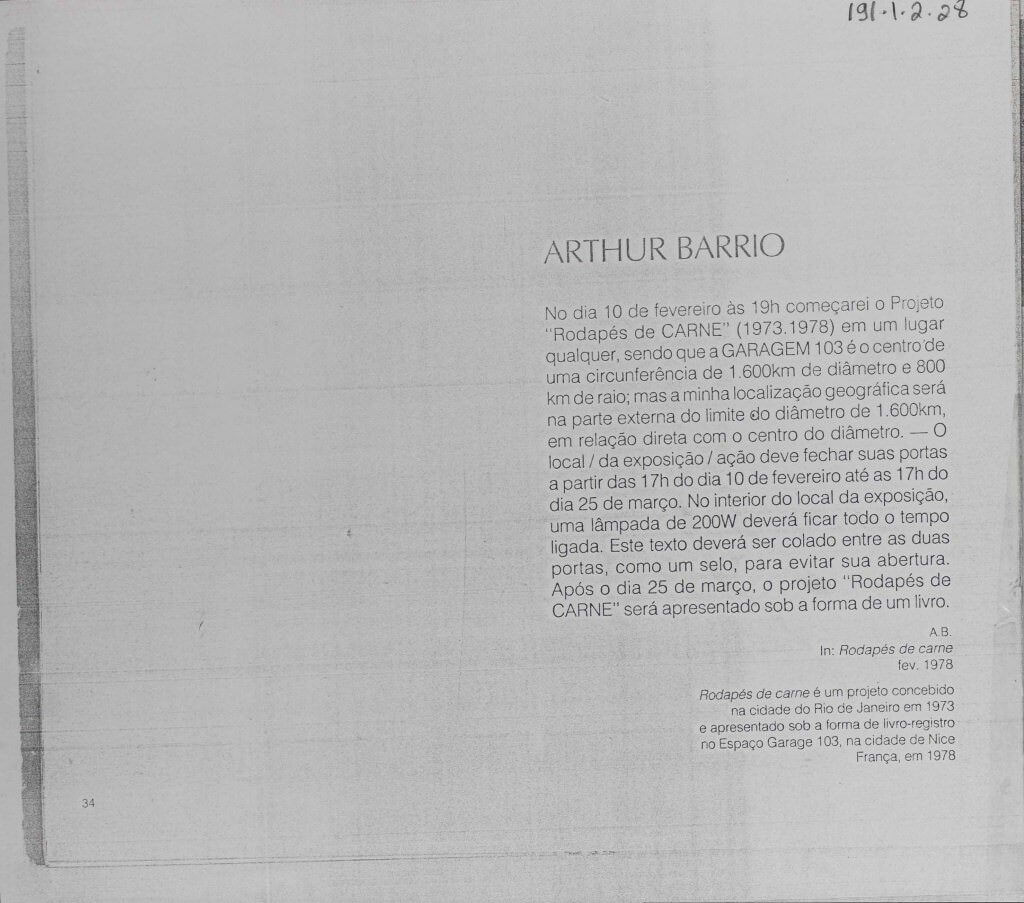 191.1.2.28
ARTHUR BARRIO
No dia 10 de fevereiro às 19h começarei o Projeto
"Rodapés de CARNE" (1973.1978) em um lugar
qualquer, sendo que a GARAGEM 103 é o centro de
uma circunferência de 1.600km de diâmetro e 800
km de raio; mas a minha localização geográfica será
na parte externa do limite do diâmetro de 1.600km,
em relação direta com o centro do diâmetro. — O
local / da exposição / ação deve fechar suas portas
a partir das 17h do dia 10 de fevereiro até as 17h do
dia 25 de março. No interior do local da exposição,
uma lâmpada de 200W deverá ficar todo o tempo
ligada. Este texto deverá ser colado entre as duas
portas, como um selo, para evitar sua abertura.
Após o dia 25 de março, o projeto "Rodapés de
CARNE" será apresentado sob a forma de um livro.
A.B.
In: Rodapés de carne
fev. 1978
Rodapés de carne é um projeto concebido
na cidade do Rio de Janeiro em 1973
e apresentado sob a forma de livro-registro
no Espaço Garage 103, na cidade de Nice
França, em 1978
34